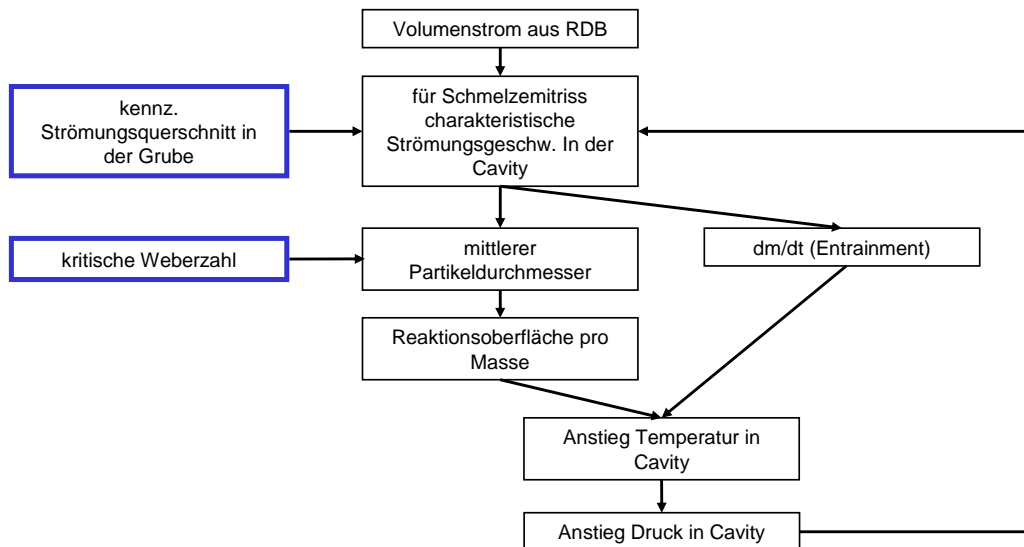 Volumenstrom aus RDB
kennz.
Strömungsquerschnitt in
der Grube
für Schmelzemitriss
charakteristische
Strömungsgeschw. In der
Cavity
kritische Weberzahl
mittlerer
Partikeldurchmesser
dm/dt (Entrainment)
Reaktionsoberfläche pro
Masse
Anstieg Temperatur in
Cavity
Anstieg Druck in Cavity